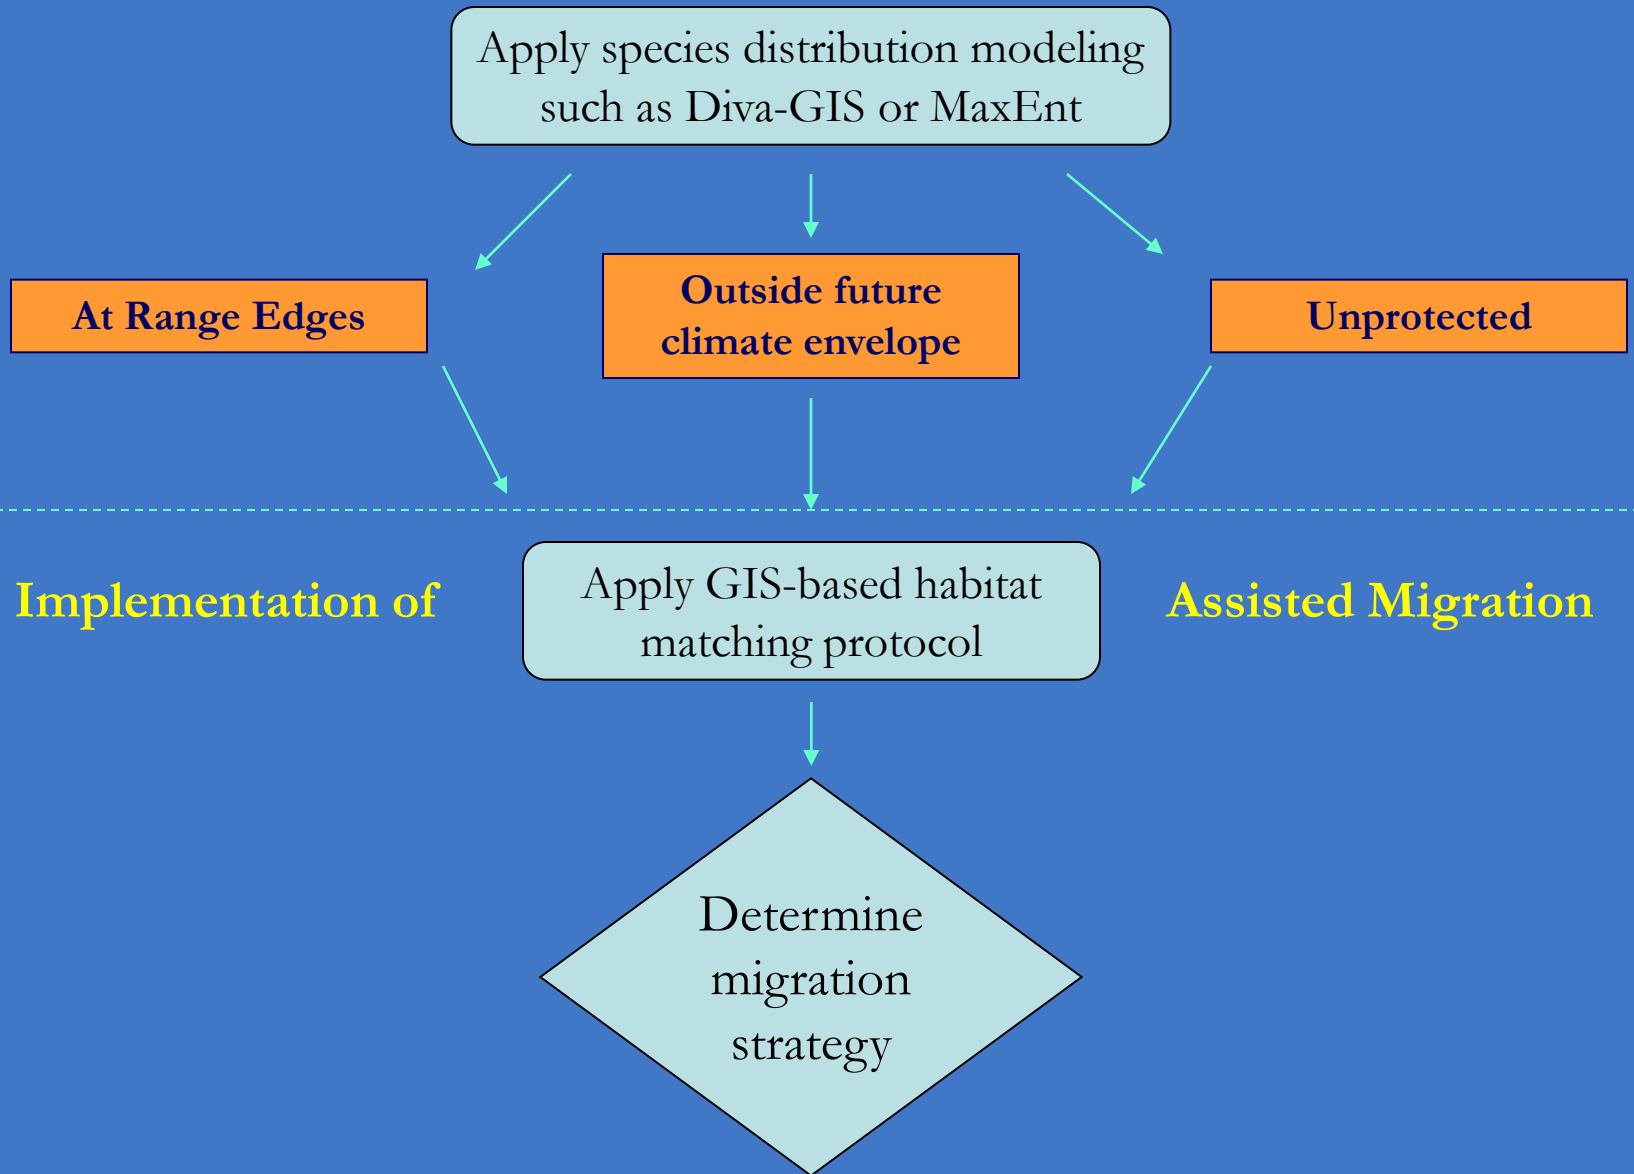 Apply species distribution modeling
such as Diva-GIS or MaxEnt
At Range Edges
Outside future
climate envelope
Unprotected
Implementation of
Apply GIS-based habitat
matching protocol
Assisted Migration
Determine
migration
strategy